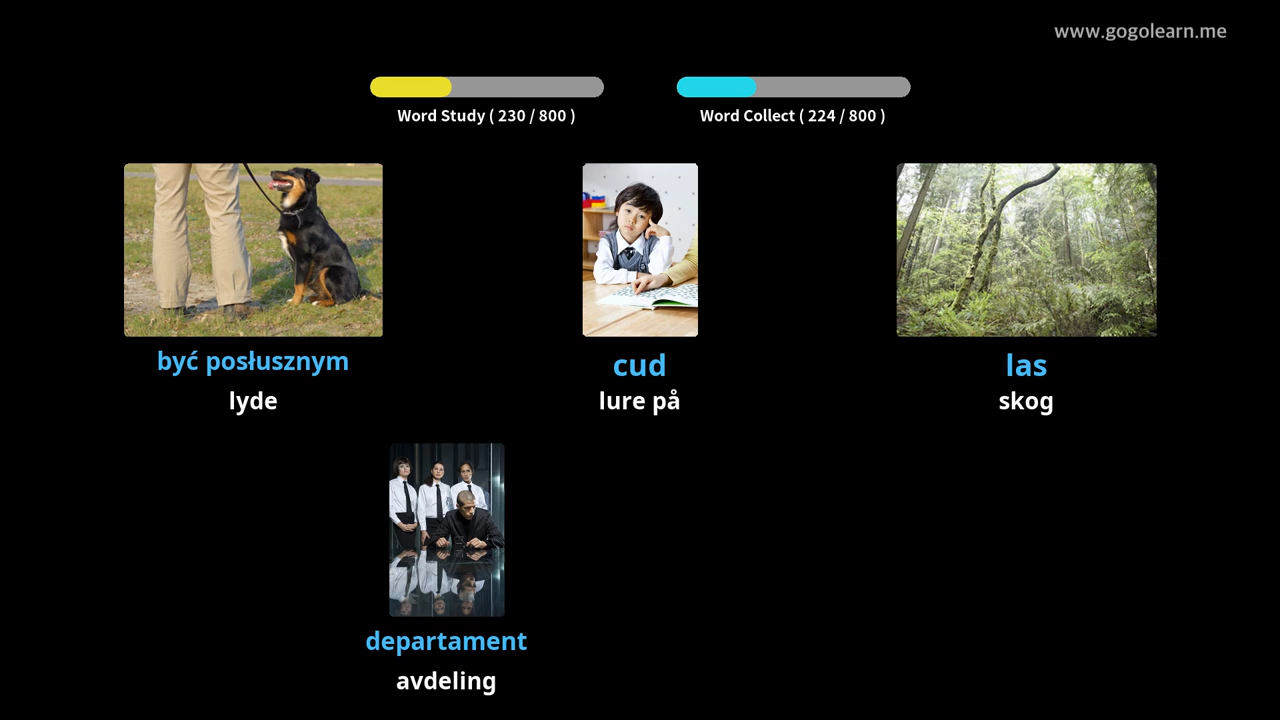 www.gogolearn.me
Word Study ( 230 / 800 )
Word Collect ( 224 / 800 )
być posłusznym
lyde
cud
lure på
las
skog
departament
avdeling